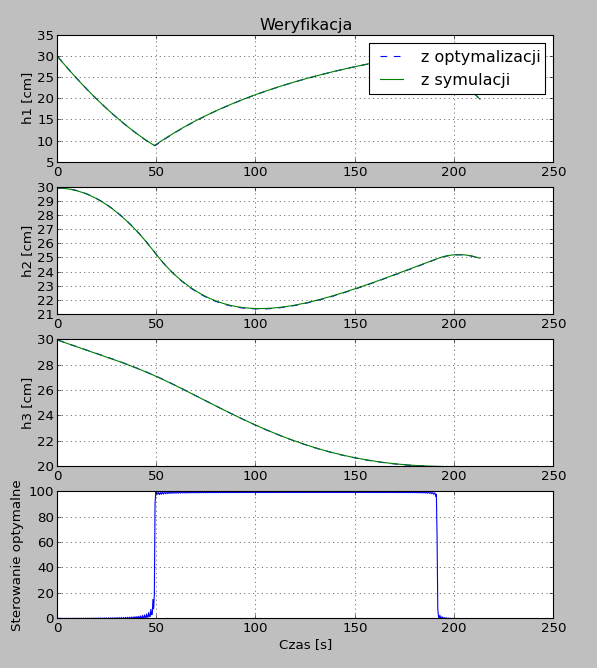 Weryfikacja
h1 [cm]
35
30
25
20
15
10
5
z optymalizacji
z symulacji
0 50 100 150 200 250
h2 [cm]
30
29
28
27
26
25
24
23
22
21
0 50 100 150 200 250
h3 [cm]
30
28
26
24
22
20
0 50 100 150 200 250
Sterowanie optymalne
100
80
60
40
20
0
0 50 100 150 200 250
Czas [s]